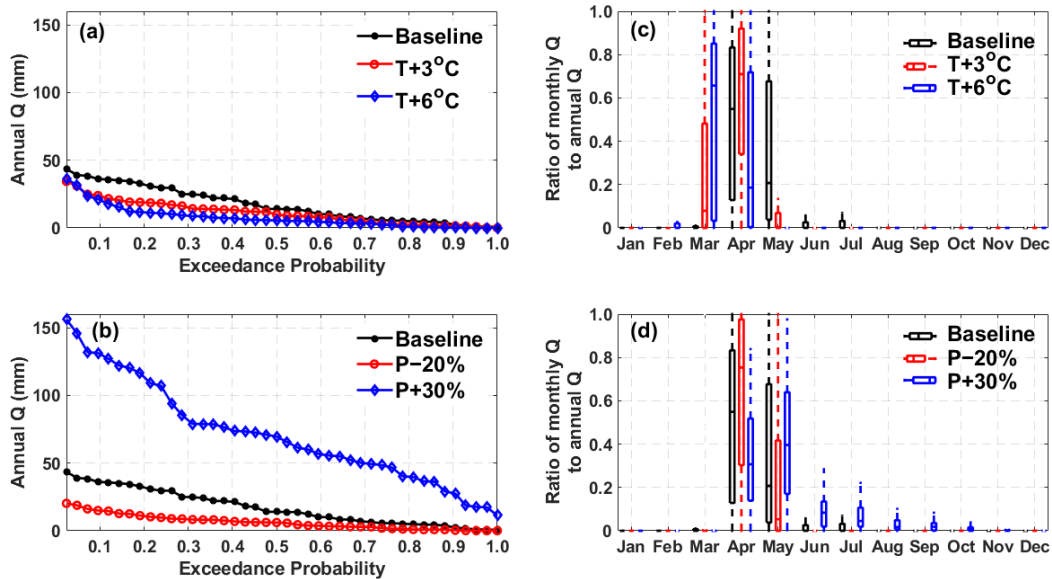 (a)
Baseline
T+3°C
T+6°C
Annual Q (mm)
150
100
50
0
0.1 0.2 0.3 0.4 0.5 0.6 0.7 0.8 0.9 1.0
Exceedance Probability
(c)
Baseline
T+3°C
T+6°C
Ratio of monthly Q
to annual Q
1.0
0.8
0.6
0.4
0.2
0
Jan Feb Mar Apr May Jun Jul Aug Sep Oct Nov Dec
(b)
Baseline
P−20%
P+30%
Annual Q (mm)
150
100
50
0
0.1 0.2 0.3 0.4 0.5 0.6 0.7 0.8 0.9 1.0
Exceedance Probability
(d)
Baseline
P−20%
P+30%
Ratio of monthly Q
to annual Q
1.0
0.8
0.6
0.4
0.2
0
Jan Feb Mar Apr May Jun Jul Aug Sep Oct Nov Dec